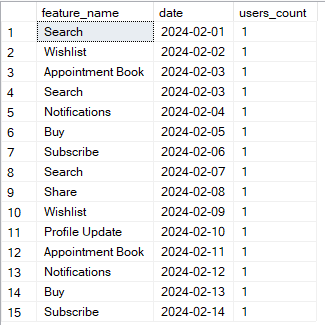 feature_name date users_count
1 Search 2024-02-01 1
2 Wishlist 2024-02-02 1
3 Appointment Book 2024-02-03 1
4 Search 2024-02-03 1
5 Notifications 2024-02-04 1
6 Buy 2024-02-05 1
7 Subscribe 2024-02-06 1
8 Search 2024-02-07 1
9 Share 2024-02-08 1
10 Wishlist 2024-02-09 1
11 Profile Update 2024-02-10 1
12 Appointment Book 2024-02-11 1
13 Notifications 2024-02-12 1
14 Buy 2024-02-13 1
15 Subscribe 2024-02-14 1